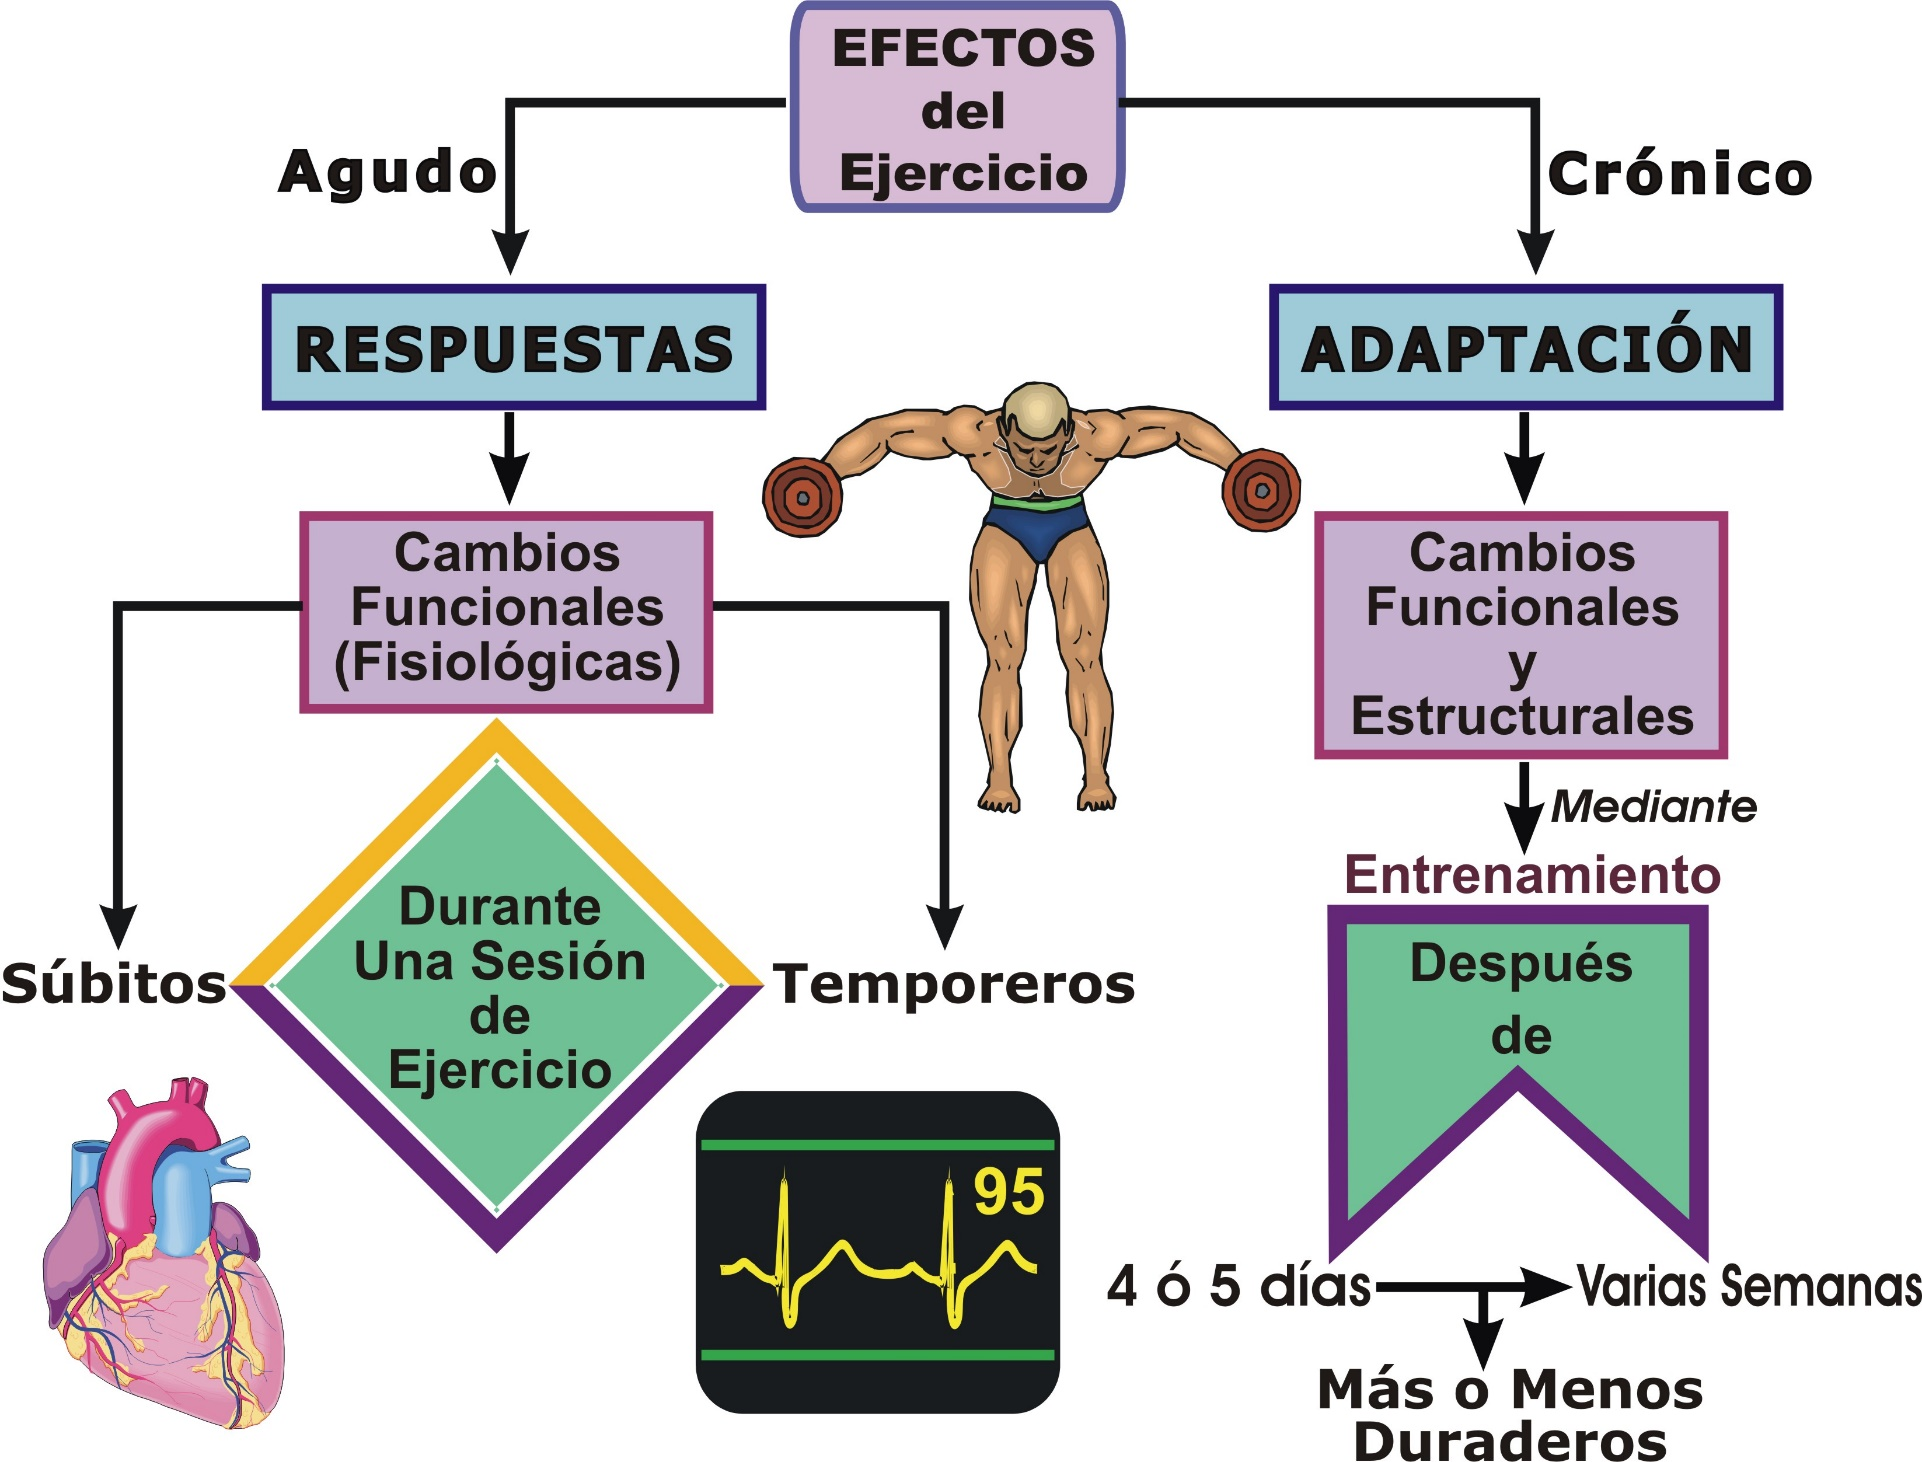 EFECTOS
del
Ejercicio
Agudo
Crónico
RESPUESTAS
ADAPTACIÓN
Cambios
Funcionales
(Fisiológicas)
Cambios
Funcionales
y
Estructurales
Mediante
Entrenamiento
Durante
Una Sesión
de
Ejercicio
Súbitos
Temporeros
Después
de
95
4 ó 5 días
Varias Semanas
Más o Menos
Duraderos